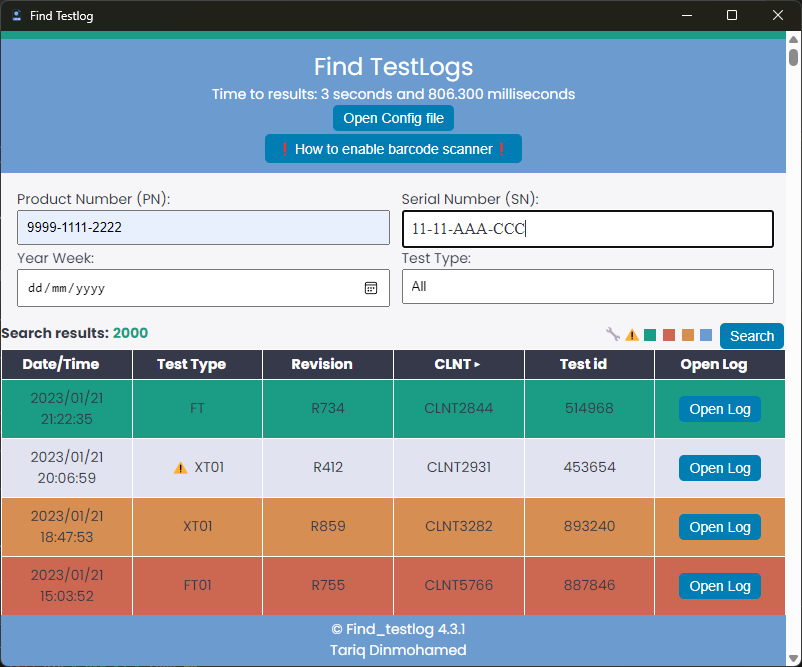 Find Testlog
Find TestLogs
Time to results: 3 seconds and 806.300 milliseconds
Open Config file
❗ How to enable barcode scanner ❗
Product Number (PN): Serial Number (SN):
9999-1111-2222 11-11-AAA-CCC
Year Week: Test Type:
dd/mm/yyyy All
Search results: 2000 Search
Date/Time Test Type Revision CLNT ▸ Test id Open Log
2023/01/21
21:22:35 FT R734 CLNT2844 514968 Open Log
2023/01/21
20:06:59 ⚠ XT01 R412 CLNT2931 453654 Open Log
2023/01/21
18:47:53 XT01 R859 CLNT3282 893240 Open Log
2023/01/21
15:03:52 FT01 R755 CLNT5766 887846 Open Log
© Find_testlog 4.3.1
Tariq Dinmohamed